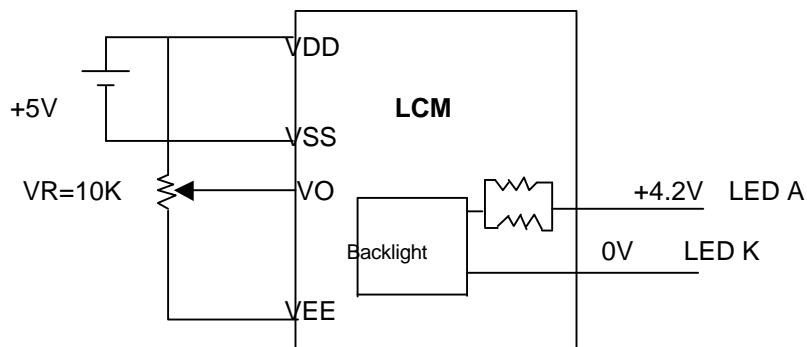 VDD
LCM
+5V
VSS
VR=10K
VO
+4.2V LED A
Backlight
0V LED K
VEE